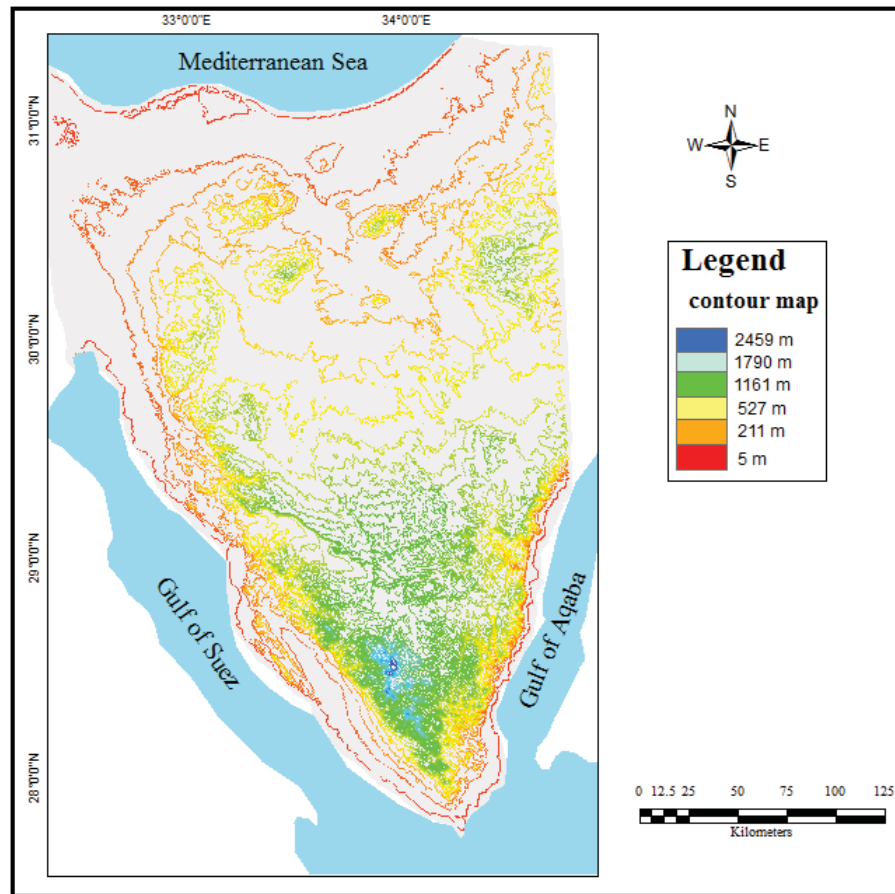 33°0'0"E 34°0'0"E
Mediterranean Sea
31°0'0"N
30°0'0"N
29°0'0"N
28°0'0"N
Gulf of Suez
Gulf of Aqaba
N
W E
S
Legend
contour map
2459 m
1790 m
1161 m
527 m
211 m
5 m
0 12.5 25 50 75 100 125
Kilometers